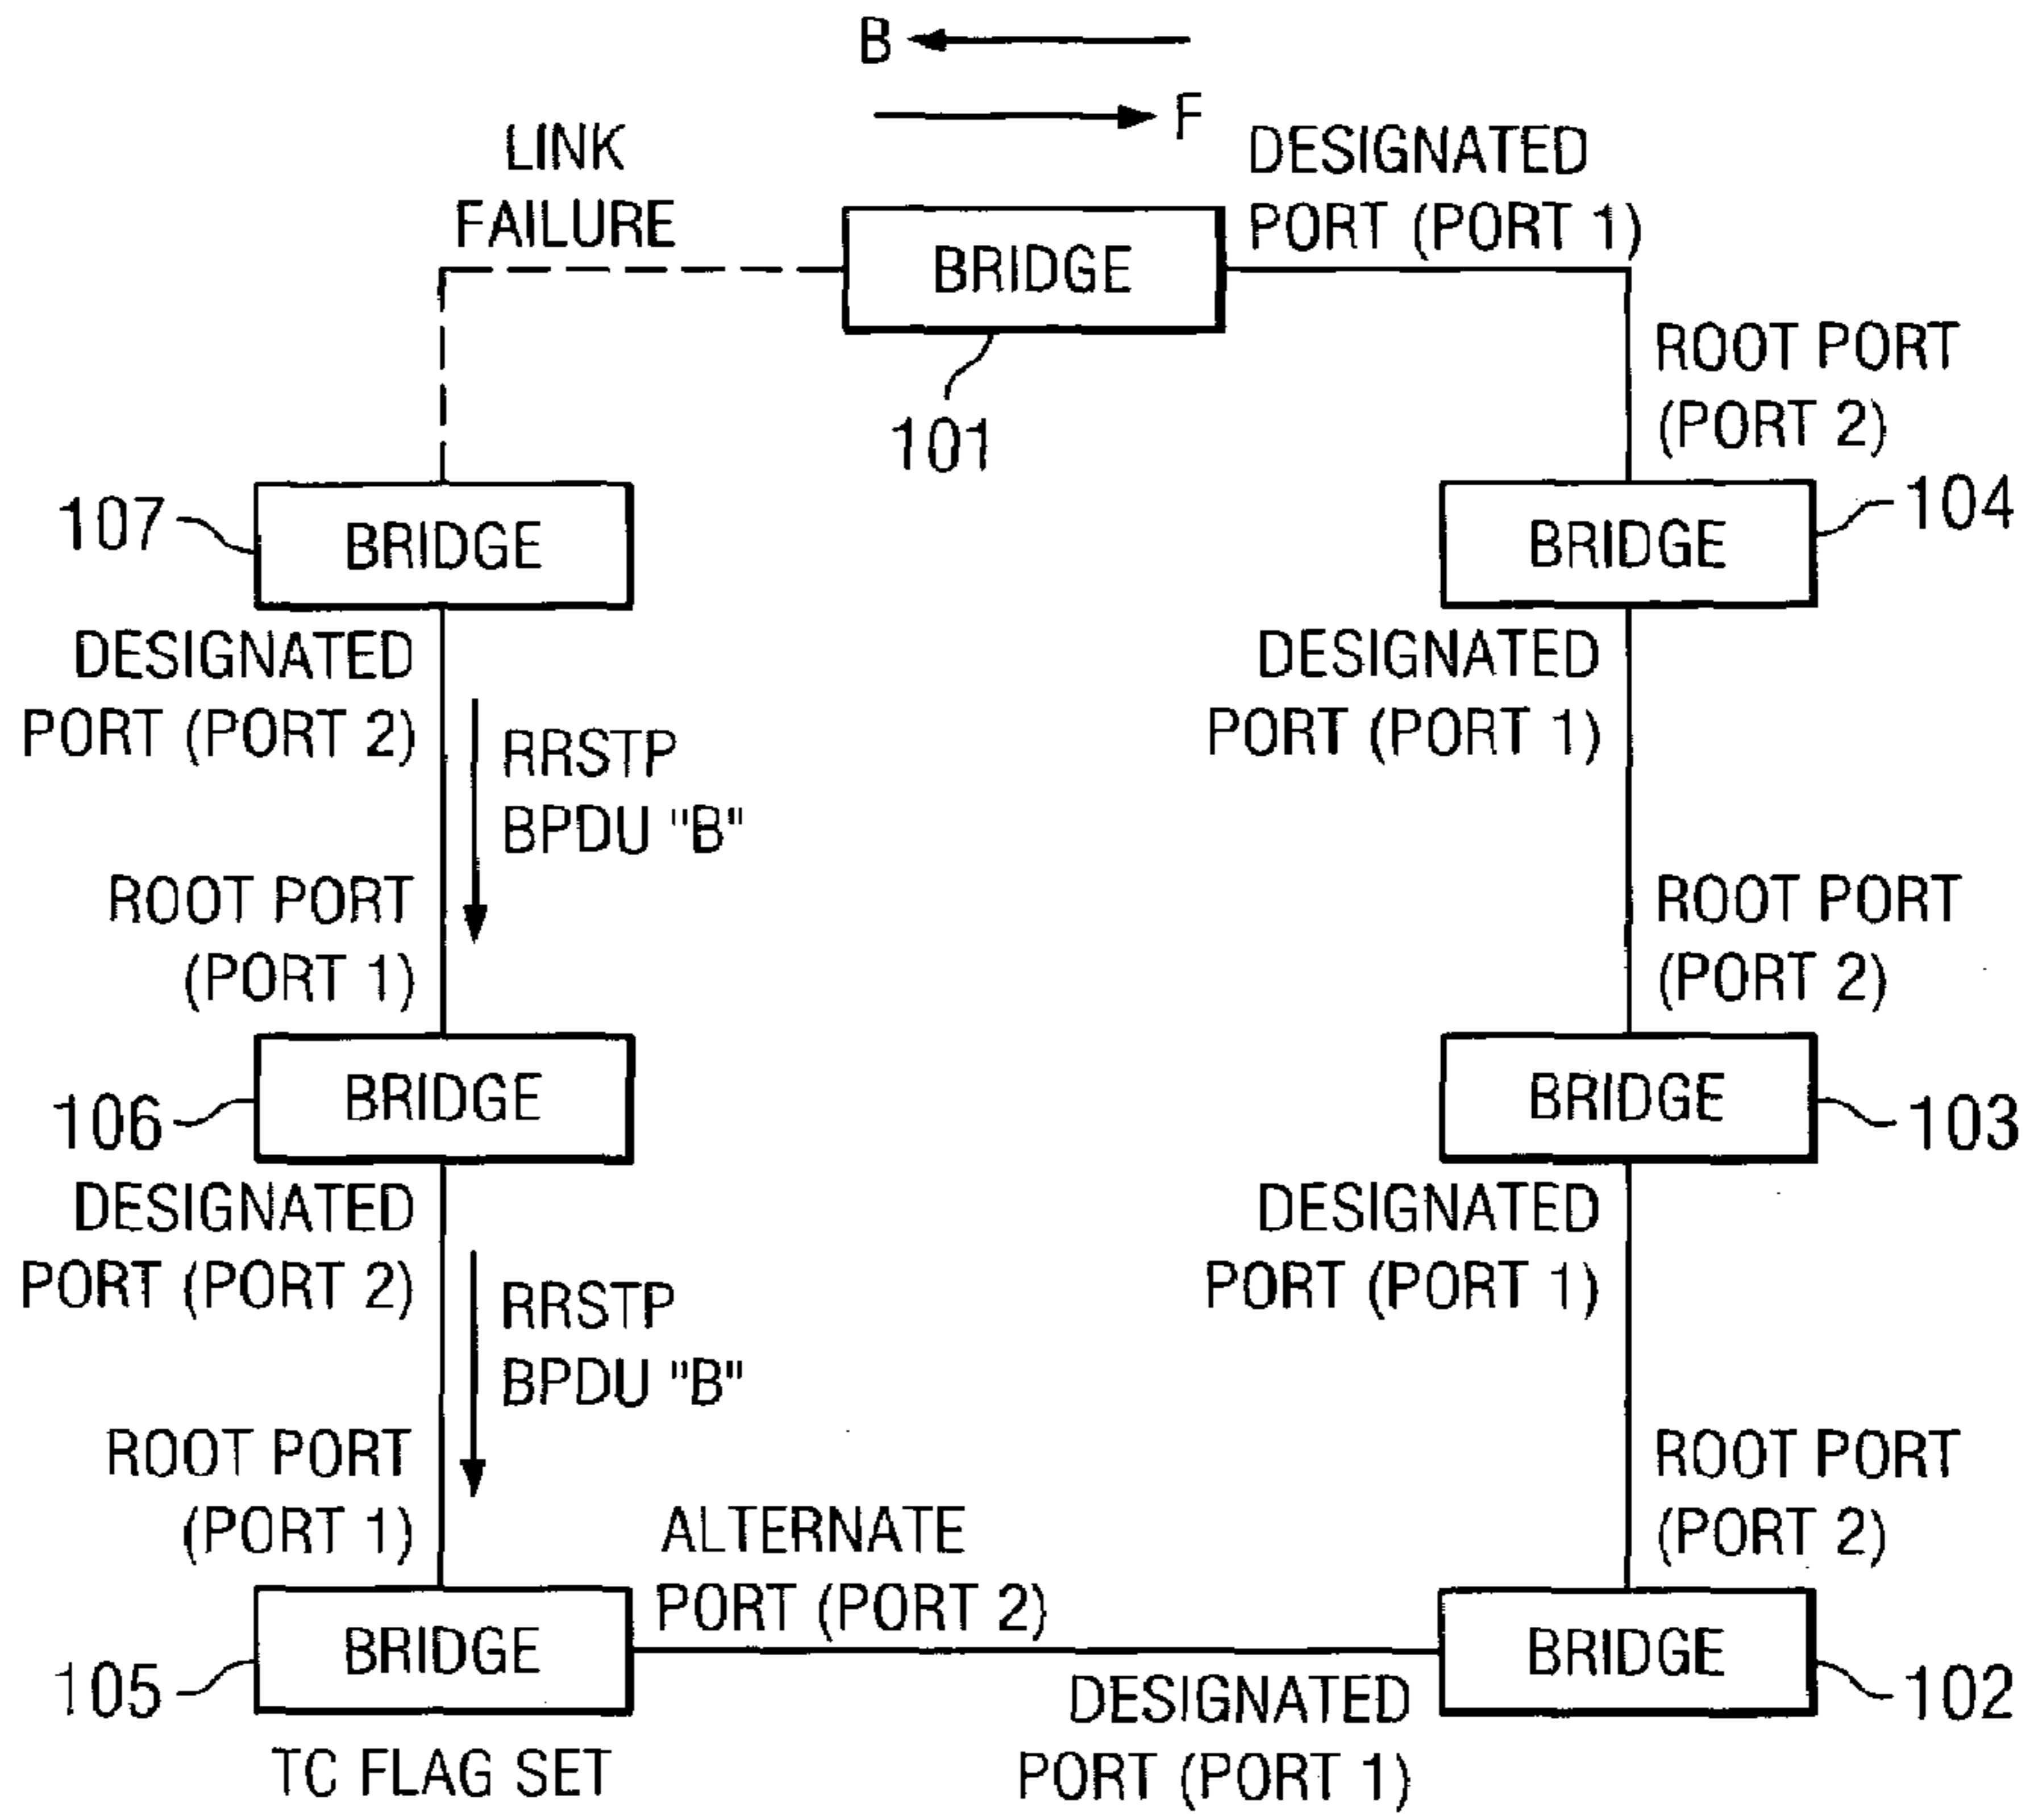 B
F
LINK
FAILURE
DESIGNATED
PORT (PORT 1)
BRIDGE
101
ROOT PORT
(PORT 2)
107
BRIDGE
BRIDGE
104
DESIGNATED
PORT (PORT 2)
RRSTP
BPDU "B"
DESIGNATED
PORT (PORT 1)
ROOT PORT
(PORT 1)
ROOT PORT
(PORT 2)
106
BRIDGE
BRIDGE
103
DESIGNATED
PORT (PORT 2)
RRSTP
BPDU "B"
DESIGNATED
PORT (PORT 1)
ROOT PORT
(PORT 1)
ROOT PORT
(PORT 2)
ALTERNATE
PORT (PORT 2)
105
BRIDGE
BRIDGE
102
DESIGNATED
PORT (PORT 1)
TC FLAG SET